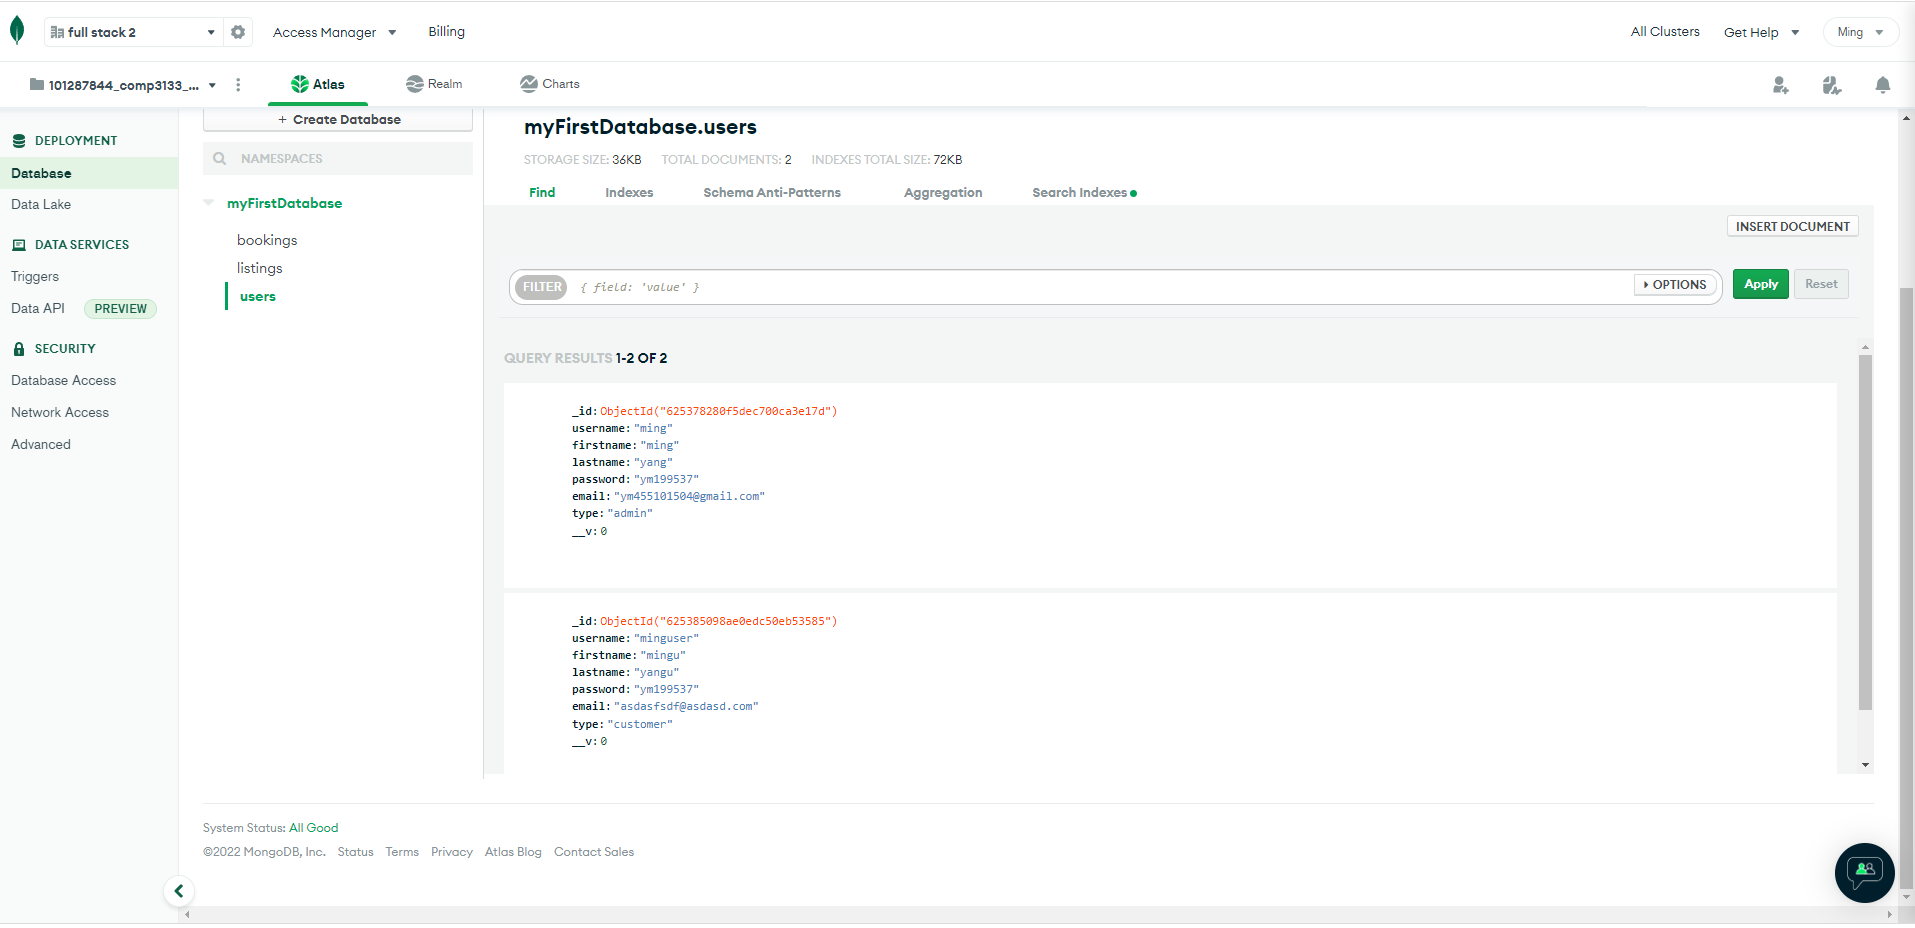 full stack 2
Access Manager
Billing
All Clusters
Get Help
Ming
101287844_comp3133_...
Atlas
Realm
Charts
DEPLOYMENT
Database
Data Lake
DATA SERVICES
Triggers
Data API PREVIEW
SECURITY
Database Access
Network Access
Advanced
+ Create Database
NAMESPACES
myFirstDatabase
bookings
listings
users
myFirstDatabase.users
STORAGE SIZE: 36KB TOTAL DOCUMENTS: 2 INDEXES TOTAL SIZE: 72KB
Find Indexes Schema Anti-Patterns Aggregation Search Indexes
INSERT DOCUMENT
FILTER { field: 'value' } OPTIONS Apply Reset
QUERY RESULTS 1-2 OF 2
_id: ObjectId("625378280f5dec700ca3e17d")
username: "ming"
firstname: "ming"
lastname: "yang"
password: "ym199537"
email: "ym455101504@gmail.com"
type: "admin"
__v: 0
_id: ObjectId("625385098ae0edc50eb53585")
username: "minguser"
firstname: "mingu"
lastname: "yangu"
password: "ym199537"
email: "asdasfsdf@asdasd.com"
type: "customer"
__v: 0
System Status: All Good
©2022 MongoDB, Inc. Status Terms Privacy Atlas Blog Contact Sales